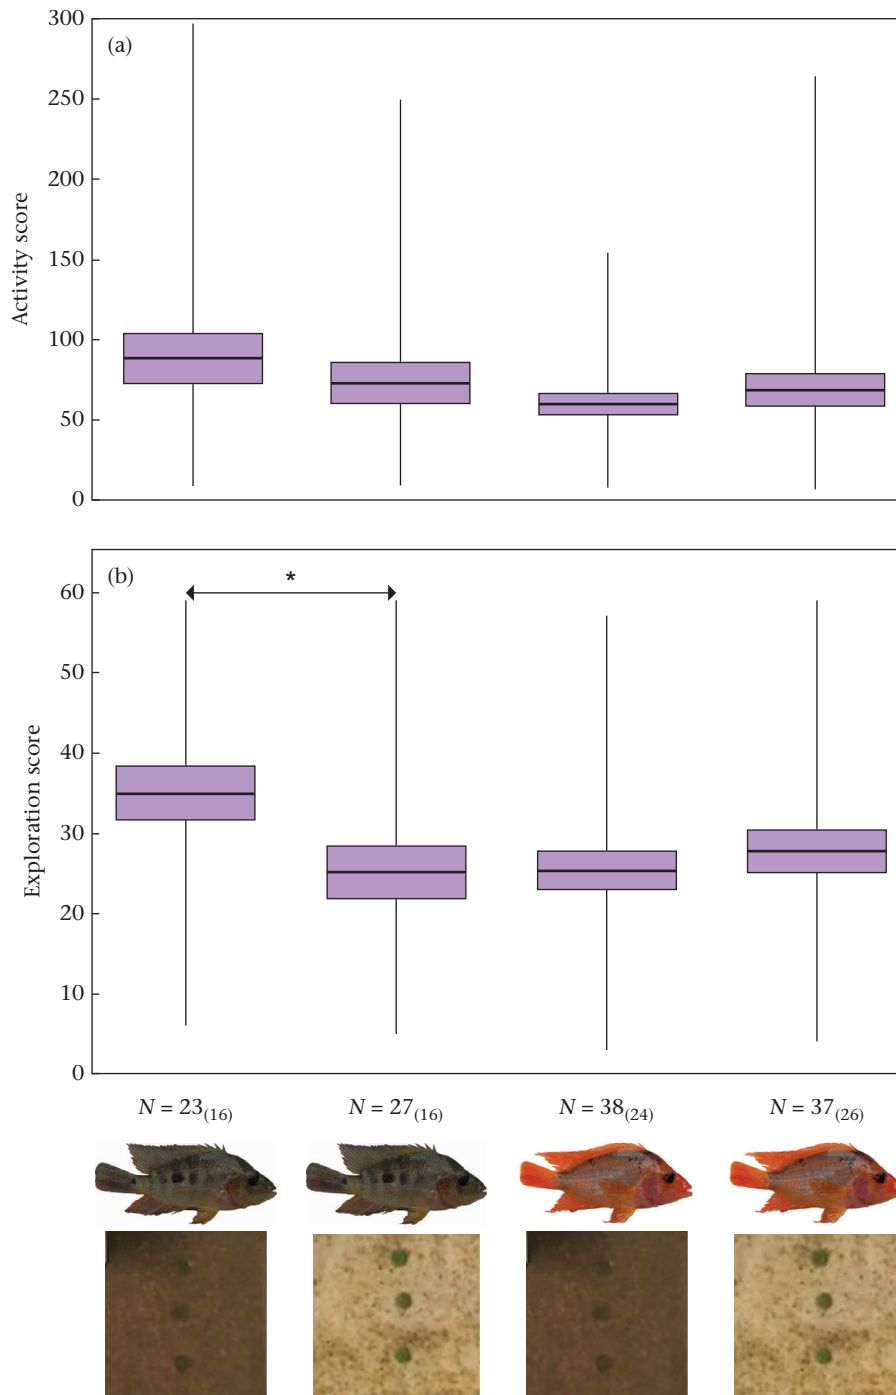 (a)
Activity score
300
250
200
150
100
50
0
(b)
*
Exploration score
60
50
40
30
20
10
0
N = 23(16)
N = 27(16)
N = 38(24)
N = 37(26)